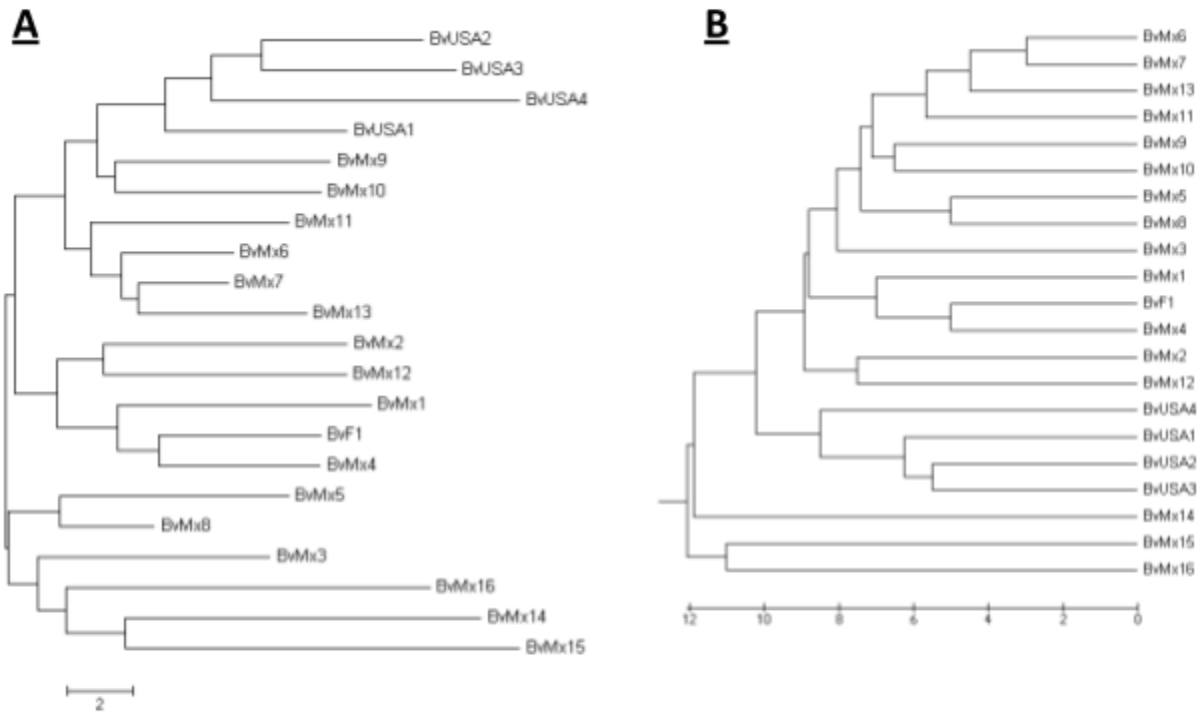 A
BvUSA2
BvUSA3
BvUSA4
BvUSA1
BvMx9
BvMx10
BvMx11
BvMx6
BvMx7
BvMx13
BvMx2
BvMx12
BvMx1
BvF1
BvMx4
BvMx5
BvMx8
BvMx3
BvMx16
BvMx14
BvMx15
2
B
BvMx6
BvMx7
BvMx13
BvMx11
BvMx9
BvMx10
BvMx5
BvMx8
BvMx3
BvMx1
BvF1
BvMx4
BvMx2
BvMx12
BvUSA4
BvUSA1
BvUSA2
BvUSA3
BvMx14
BvMx15
BvMx16
12 10 8 6 4 2 0